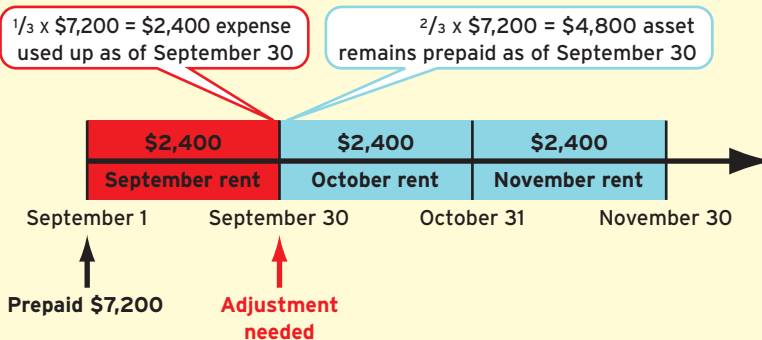 1/3 x $7,200 = $2,400 expense
used up as of September 30
2/3 x $7,200 = $4,800 asset
remains prepaid as of September 30
$2,400 $2,400 $2,400
September rent October rent November rent
September 1 September 30 October 31 November 30
Prepaid $7,200 Adjustment
needed